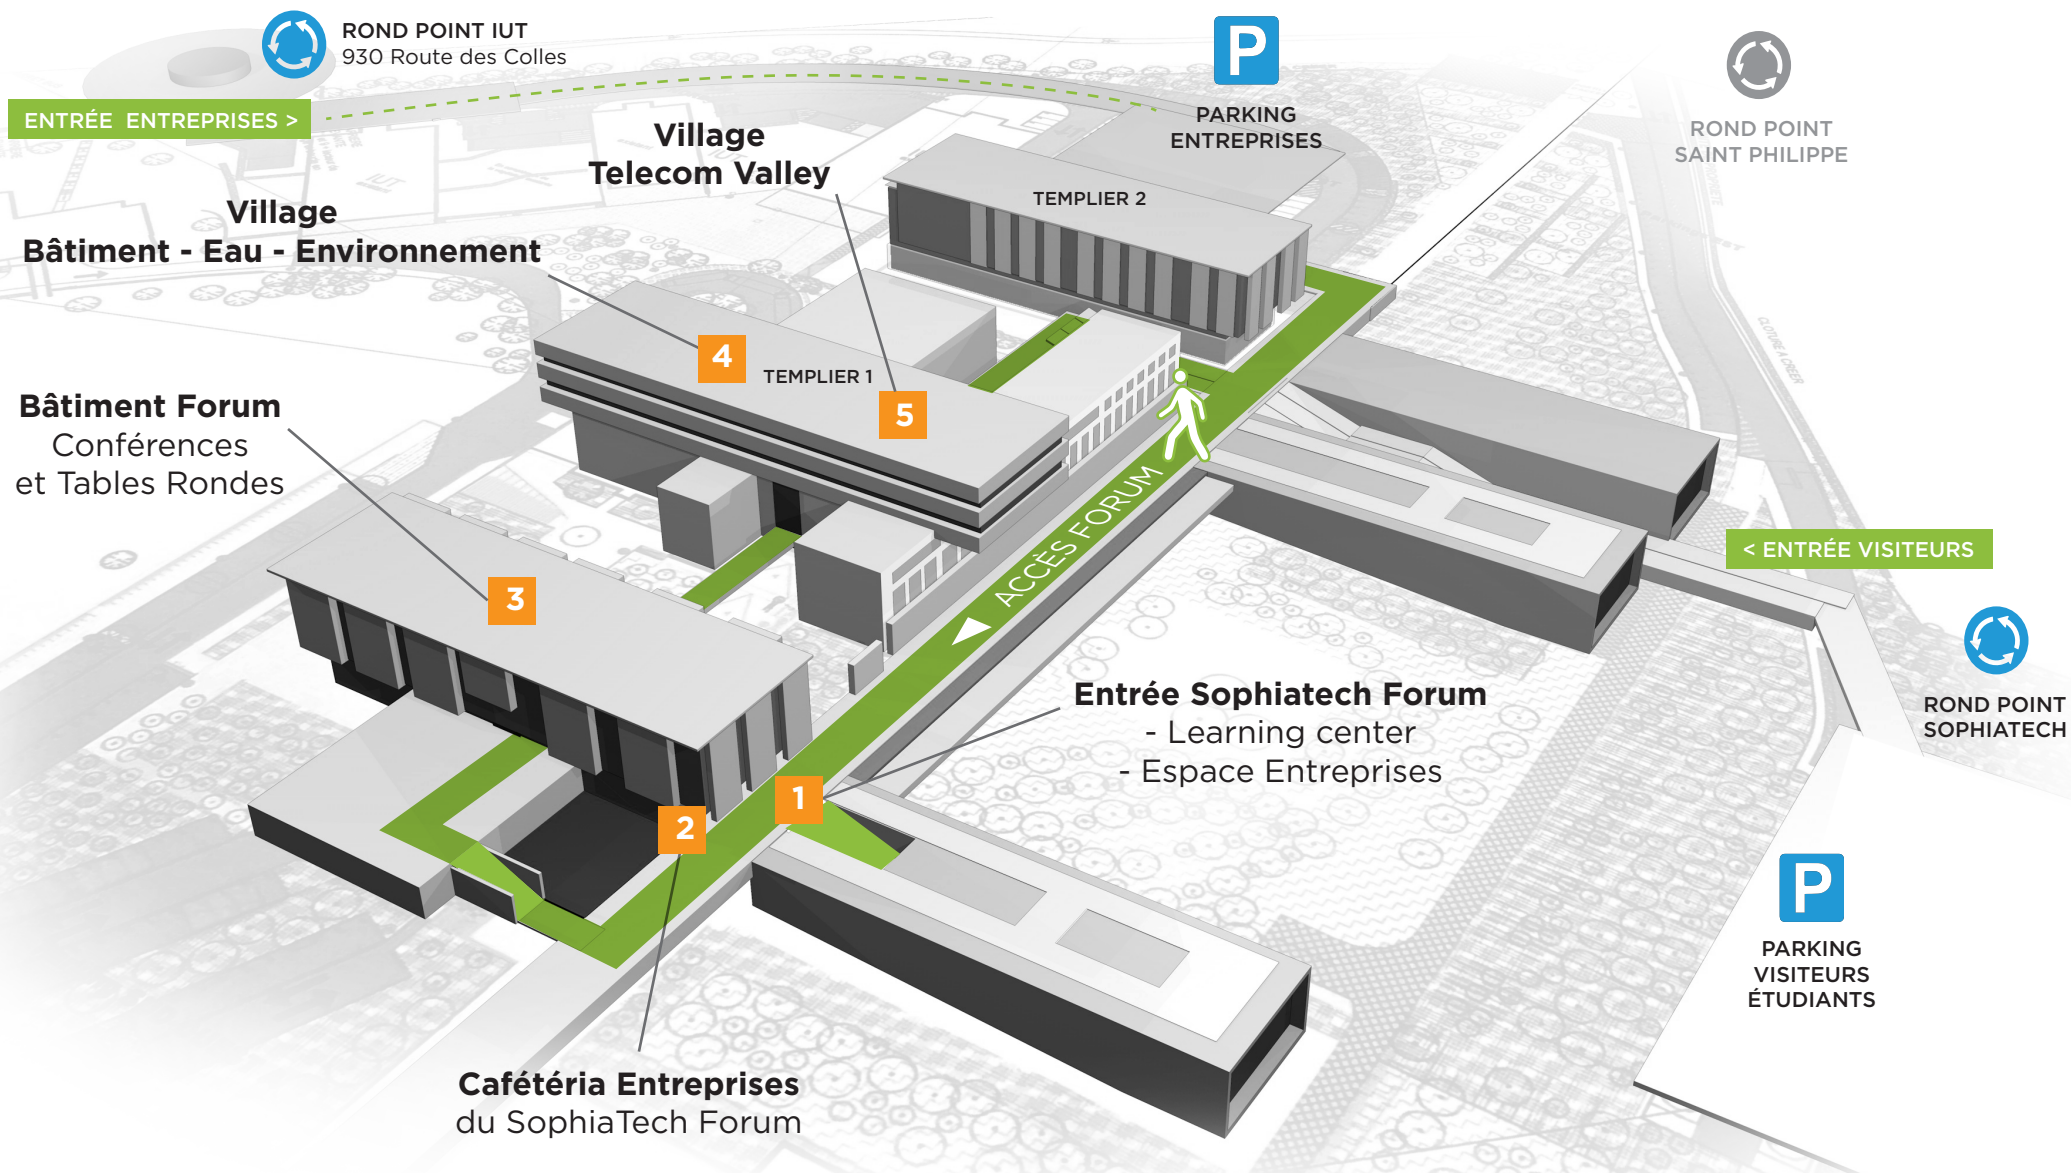 ROND POINT IUT
930 Route des Colles
ENTRÉE ENTREPRISES >
P
PARKING
ENTREPRISES
ROND POINT
SAINT PHILIPPE
Village
Telecom Valley
TEMPLIER 2
Village
Bâtiment - Eau - Environnement
4
TEMPLIER 1
5
Bâtiment Forum
Conférences
et Tables Rondes
3
ACCÈS FORUM
< ENTRÉE VISITEURS
ROND POINT
SOPHIATECH
Entrée Sophiatech Forum
- Learning center
- Espace Entreprises
1
2
P
PARKING
VISITEURS
ÉTUDIANTS
Cafétéria Entreprises
du SophiaTech Forum
IUT
CLOTURE A CREER